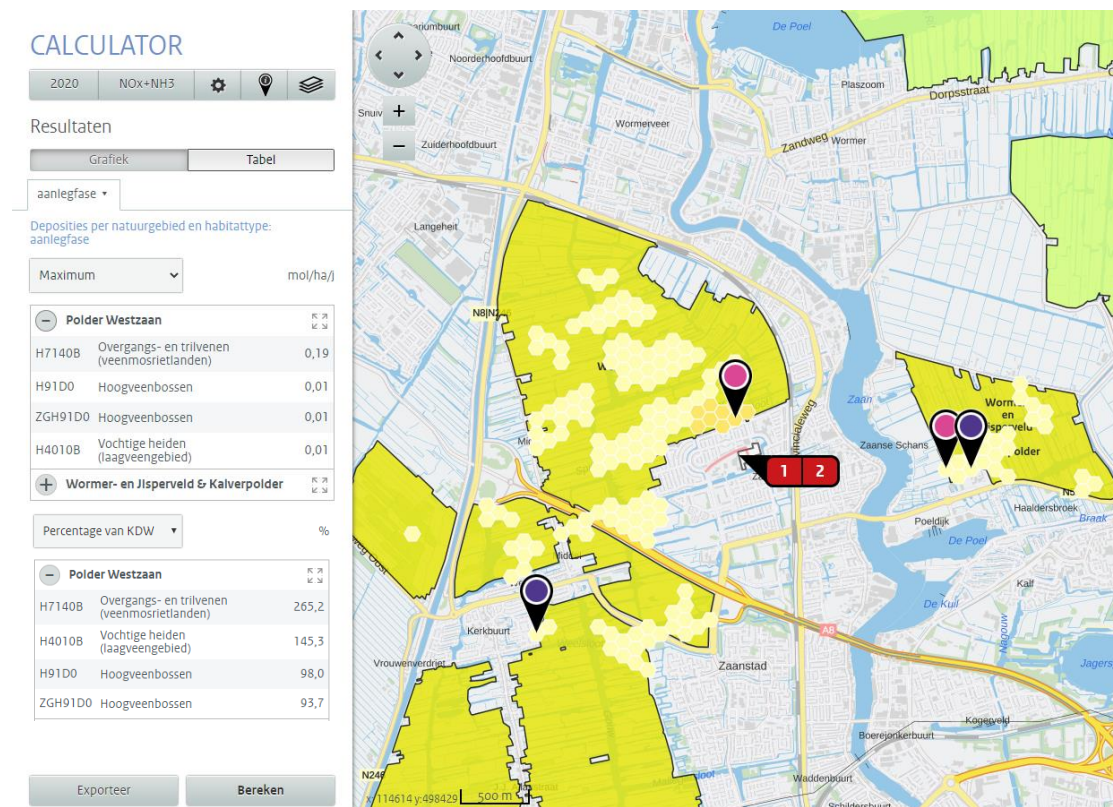 CALCULATOR
2020
NOx+NH3
Resultaten
Grafiek
Tabel
aanlegfase
Deposities per natuurgebied en habitattype:
aanlegfase
Maximum
mol/ha/j
Polder Westzaan
H7140B
Overgangs- en trilvenen
(veenmosrietlanden)
0,19
H91D0
Hoogveenbossen
0,01
ZGH91D0
Hoogveenbossen
0,01
H4010B
Vochtige heiden
(laagveengebied)
0,01
Wormer- en Jisperveld & Kalverpolder
Percentage van KDW
%
Polder Westzaan
H7140B
Overgangs- en trilvenen
(veenmosrietlanden)
265,2
H4010B
Vochtige heiden
(laagveengebied)
145,3
H91D0
Hoogveenbossen
98,0
ZGH91D0
Hoogveenbossen
93,7
Exporteer
Bereken
De Poel
Noorderhoofdbuurt
Plaszoom
Dorpsstraat
Wormerveer
Zandweg
Wormer
Zuiderhoofdbuurt
Langeheit
Zaan
Zaanse Schans
en
1
2
Haaldersbroek
Poeldijk
Braak
De Poel
Kalf
De Kuil
Kerkbuurt
A8
Vrouwenverdriet
Zaanstad
Kogerveld
Boerejonkerbuurt
N246
Waddenbuurt
x: 114614 y:498429
500 m